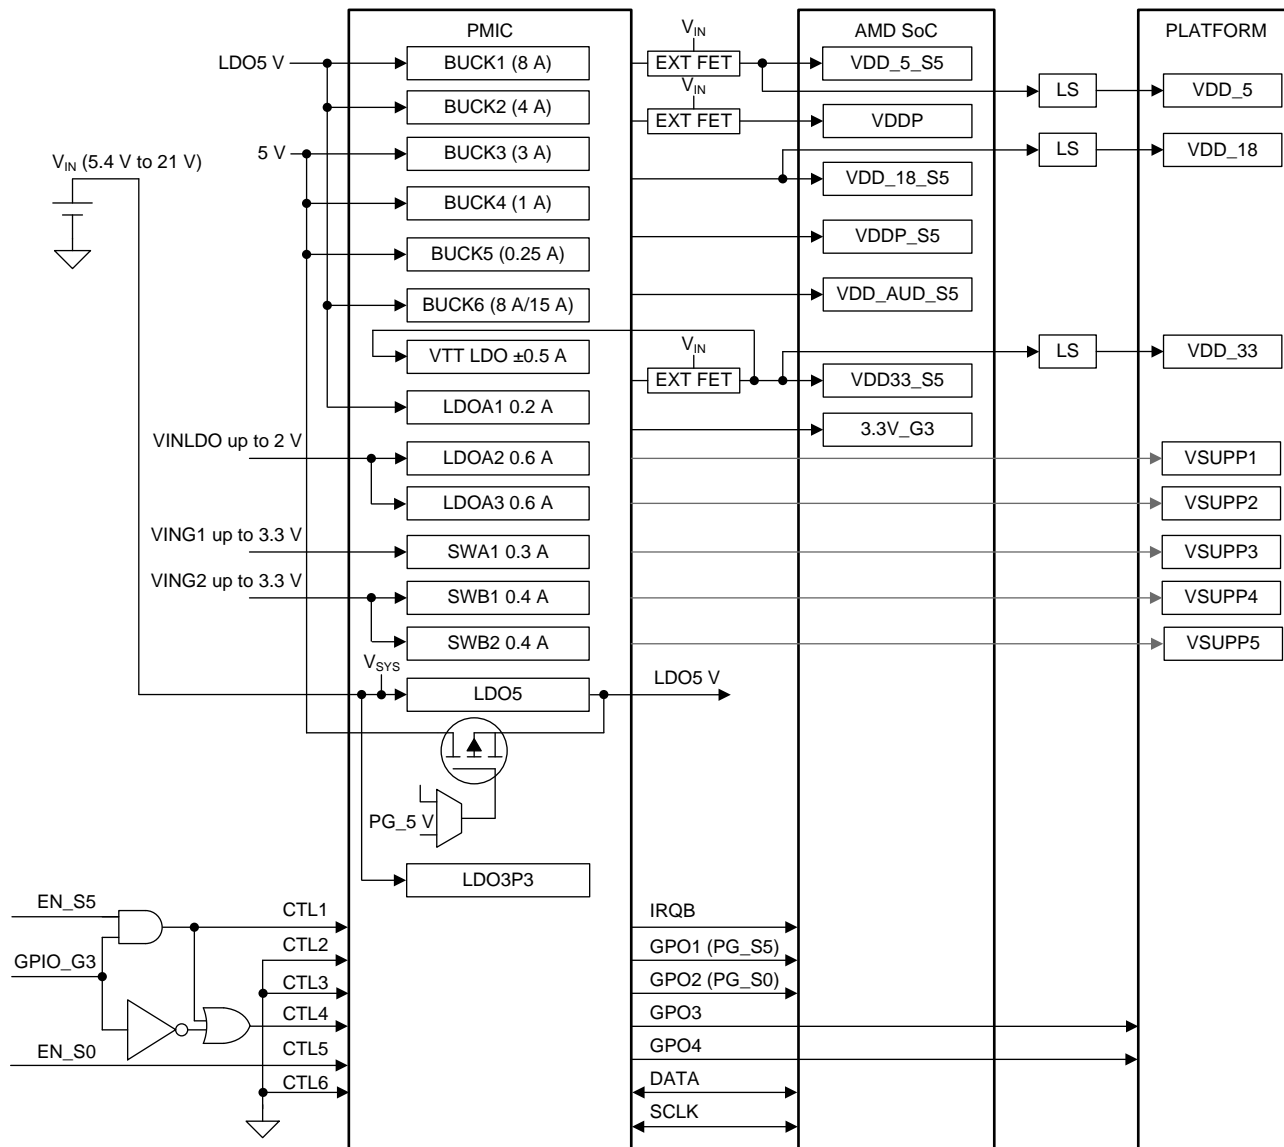 PMIC
AMD SoC
PLATFORM
LDO5 V
BUCK1 (8 A)
V_IN
EXT FET
VDD_5_S5
LS
VDD_5
BUCK2 (4 A)
V_IN
EXT FET
VDDP
5 V
BUCK3 (3 A)
LS
VDD_18
V_IN (5.4 V to 21 V)
VDD_18_S5
BUCK4 (1 A)
VDDP_S5
BUCK5 (0.25 A)
VDD_AUD_S5
BUCK6 (8 A/15 A)
VTT LDO ±0.5 A
V_IN
EXT FET
VDD33_S5
LS
VDD_33
LDOA1 0.2 A
3.3V_G3
VINLDO up to 2 V
LDOA2 0.6 A
VSUPP1
LDOA3 0.6 A
VSUPP2
VING1 up to 3.3 V
SWA1 0.3 A
VSUPP3
VING2 up to 3.3 V
SWB1 0.4 A
VSUPP4
SWB2 0.4 A
VSUPP5
V_SYS
LDO5
LDO5 V
PG_5 V
LDO3P3
EN_S5
CTL1
IRQB
CTL2
GPO1 (PG_S5)
GPIO_G3
CTL3
GPO2 (PG_S0)
CTL4
GPO3
EN_S0
CTL5
GPO4
CTL6
DATA
SCLK